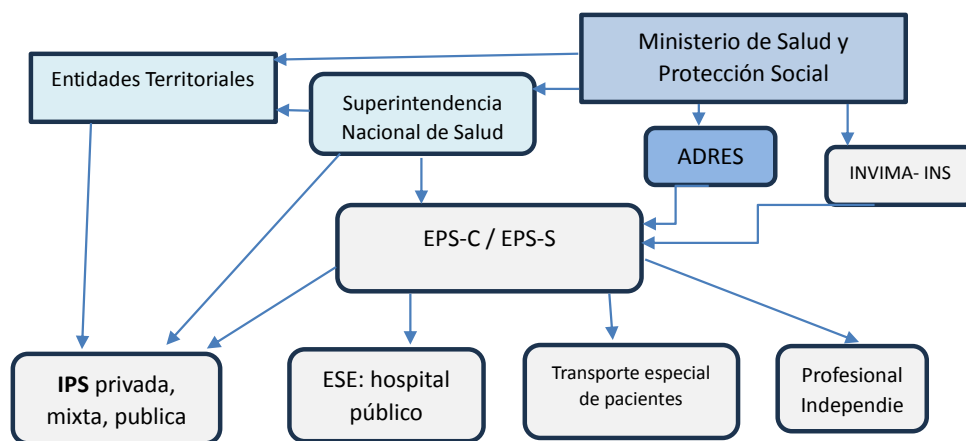 Ministerio de Salud y
Protección Social
Entidades Territoriales
Superintendencia
Nacional de Salud
ADRES
INVIMA- INS
EPS-C / EPS-S
IPS privada,
mixta, publica
ESE: hospital
público
Transporte especial
de pacientes
Profesional
Independie